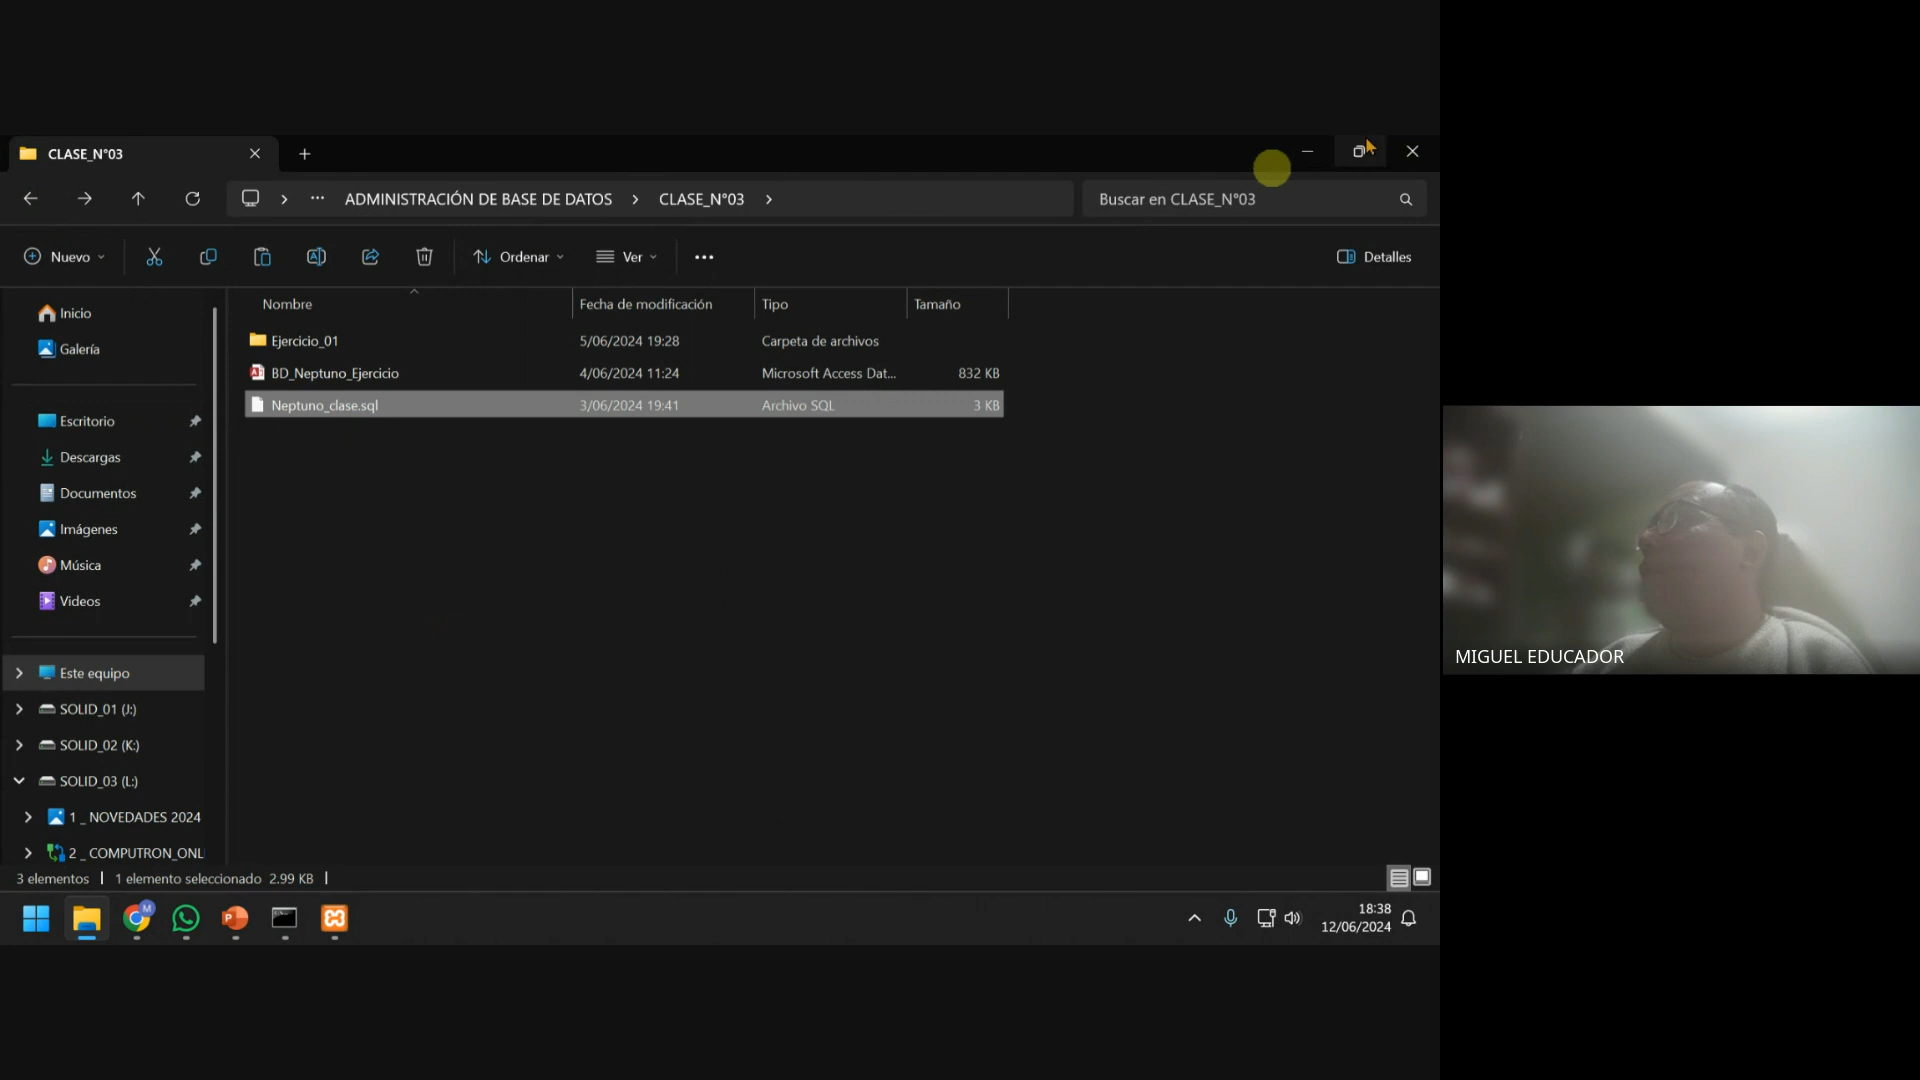 CLASE_N°03
ADMINISTRACIÓN DE BASE DE DATOS
CLASE_N°03
Buscar en CLASE_N°03
Nuevo
Ordenar
Ver
Detalles
Nombre
Fecha de modificación
Tipo
Tamaño
Inicio
Galería
Escritorio
Descargas
Documentos
Imágenes
Música
Videos
Este equipo
SOLID_01 (J:)
SOLID_02 (K:)
SOLID_03 (L:)
1 _ NOVEDADES 2024
2 _ COMPUTRON_ONL
Ejercicio_01 5/06/2024 19:28 Carpeta de archivos
BD_Neptuno_Ejercicio 4/06/2024 11:24 Microsoft Access Dat... 832 KB
Neptuno_clase.sql 3/06/2024 19:41 Archivo SQL 3 KB
3 elementos
1 elemento seleccionado 2.99 KB
18:38
12/06/2024
MIGUEL EDUCADOR